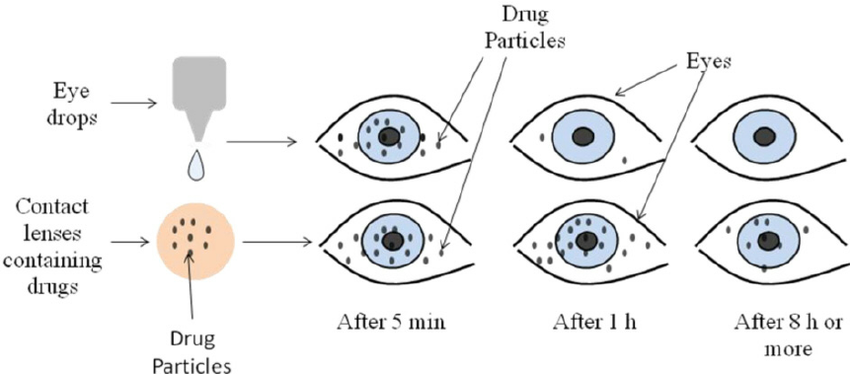 Drug
Particles
Eyes
Eye
drops
Contact
lenses
containing
drugs
Drug
Particles
After 5 min
After 1 h
After 8 h or
more